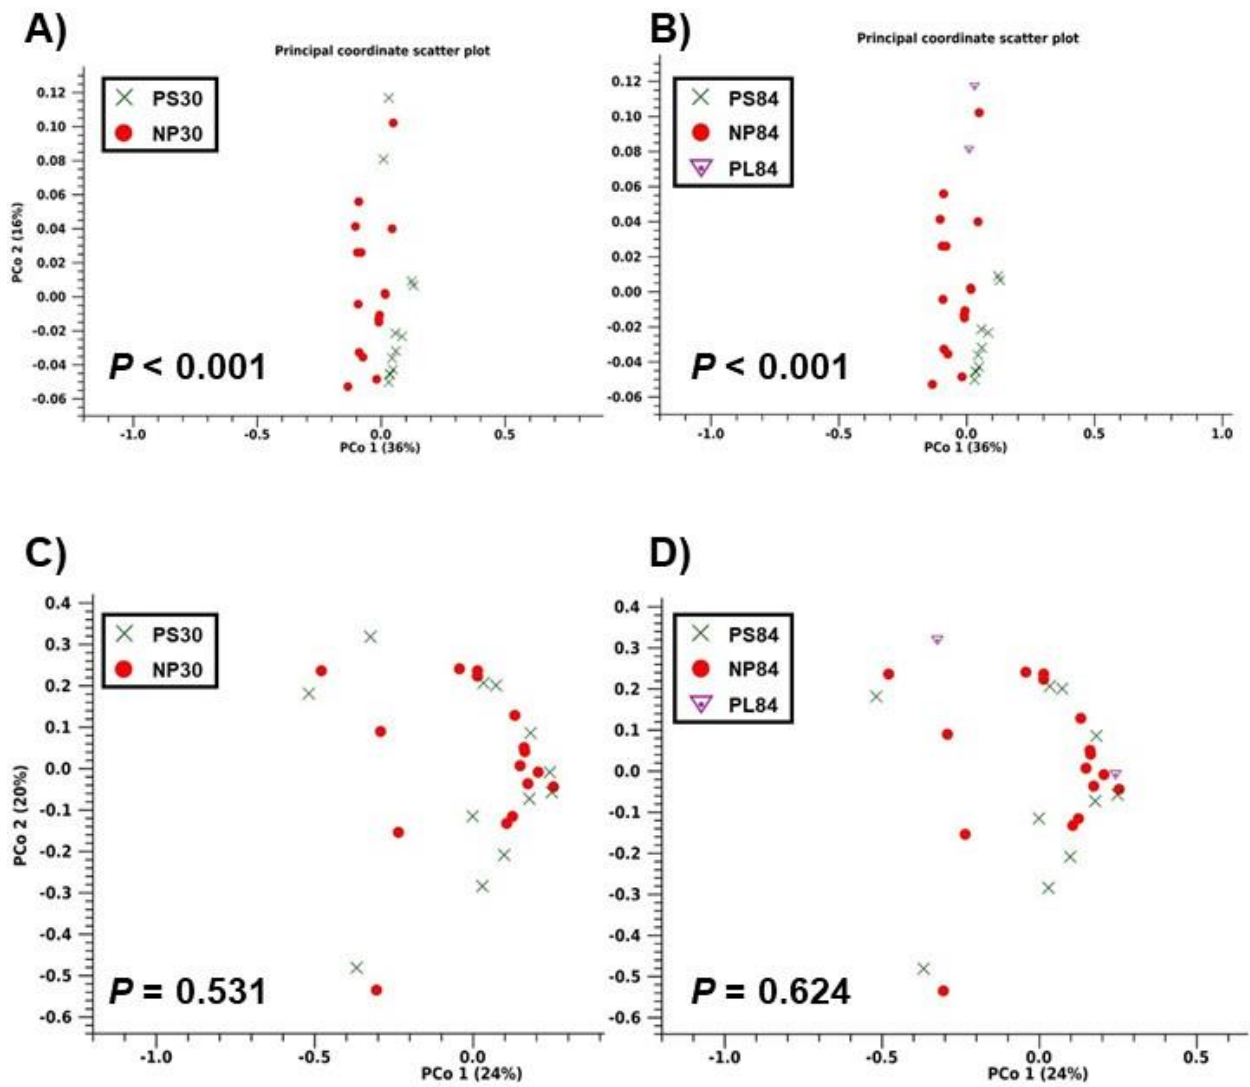 A)
Principal coordinate scatter plot
PS30
NP30
0.12
0.10
0.08
0.06
0.04
0.02
0.00
-0.02
-0.04
-0.06
PCo 2 (16%)
P < 0.001
-1.0 -0.5 0.0 0.5
PCo 1 (36%)
B)
Principal coordinate scatter plot
PS84
NP84
PL84
0.12
0.10
0.08
0.06
0.04
0.02
0.00
-0.02
-0.04
-0.06
P < 0.001
-1.0 -0.5 0.0 0.5 1.0
PCo 1 (36%)
C)
PS30
NP30
0.4
0.3
0.2
0.1
0.0
-0.1
-0.2
-0.3
-0.4
-0.5
-0.6
PCo 2 (20%)
P = 0.531
-1.0 -0.5 0.0
PCo 1 (24%)
D)
PS84
NP84
PL84
0.4
0.3
0.2
0.1
0.0
-0.1
-0.2
-0.3
-0.4
-0.5
-0.6
P = 0.624
-1.0 -0.5 0.0 0.5
PCo 1 (24%)